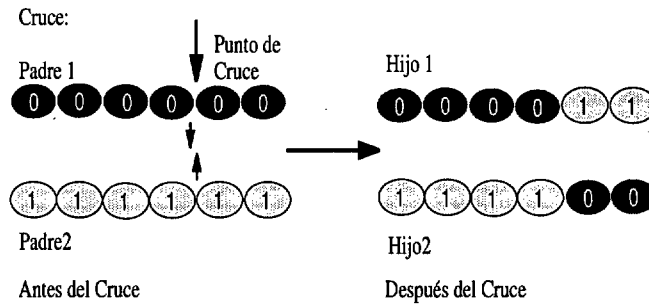 Cruce:
Punto de
Cruce
Padre 1
0 0 0 0 0 0
1 1 1 1 1 1
Padre2
Antes del Cruce
Hijo 1
0 0 0 0 1 1
1 1 1 1 0 0
Hijo2
Después del Cruce